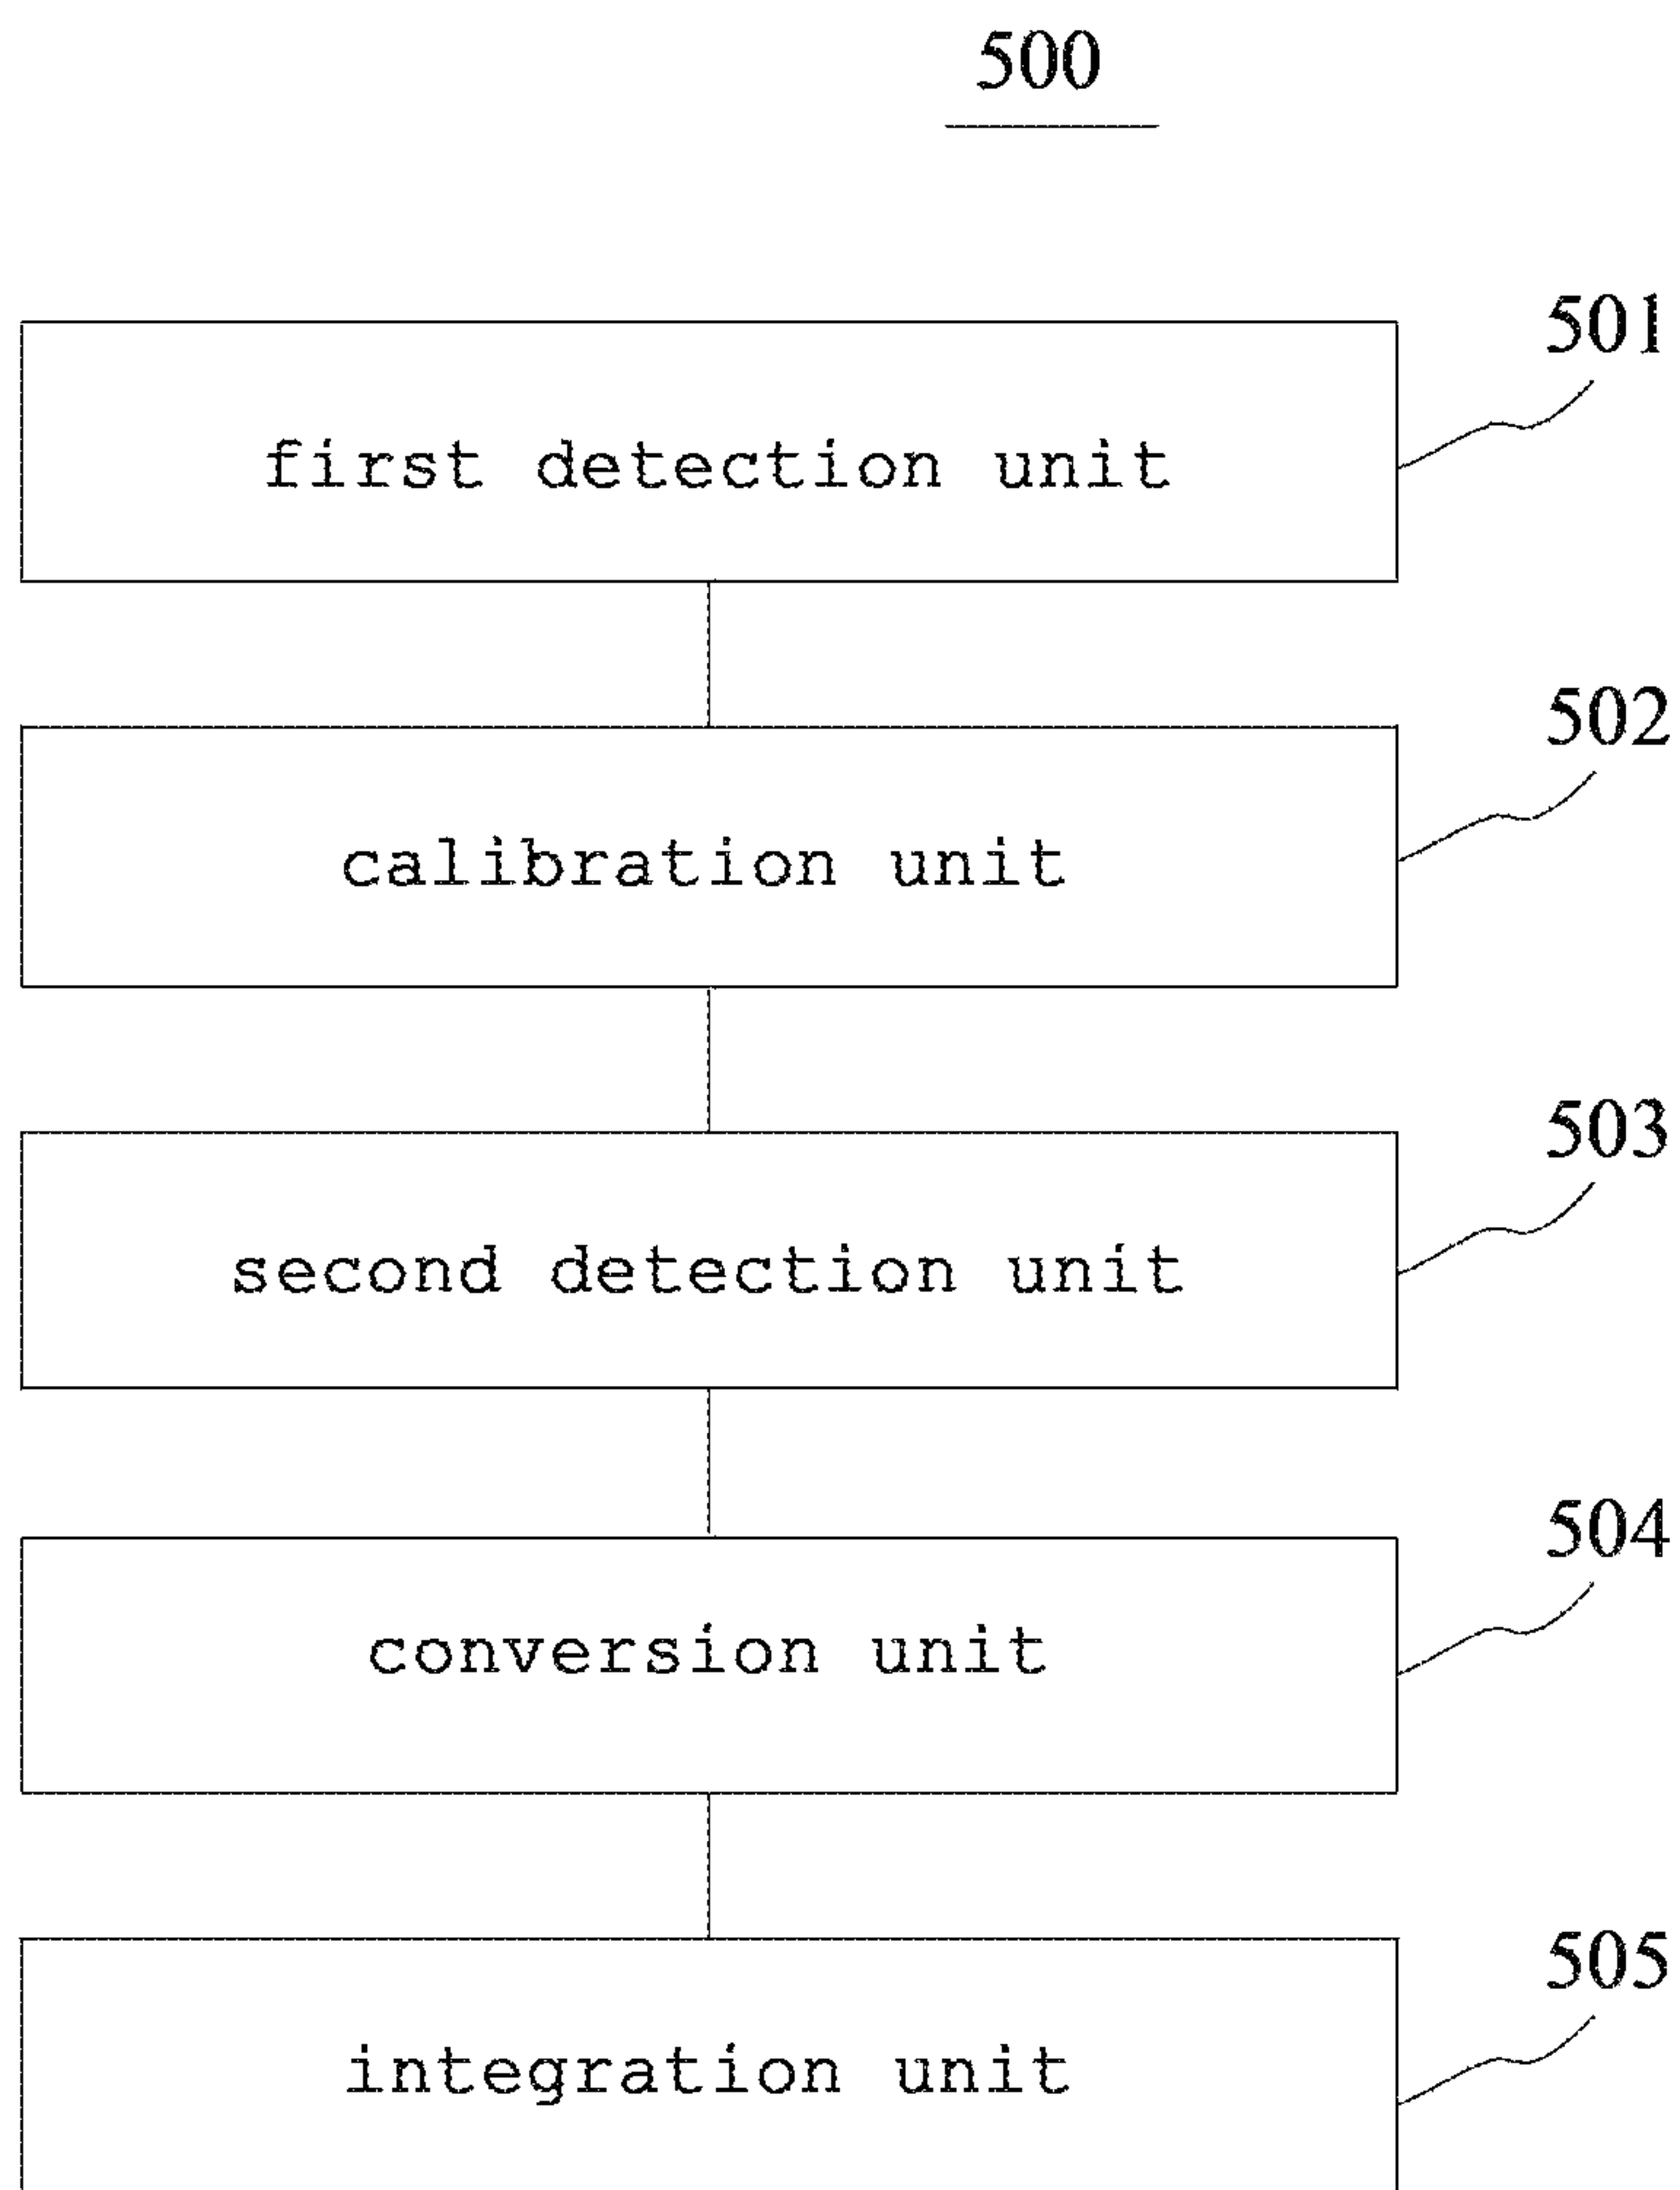 500
501
first detection unit
502
calibration unit
503
second detection unit
504
conversion unit
505
integration unit